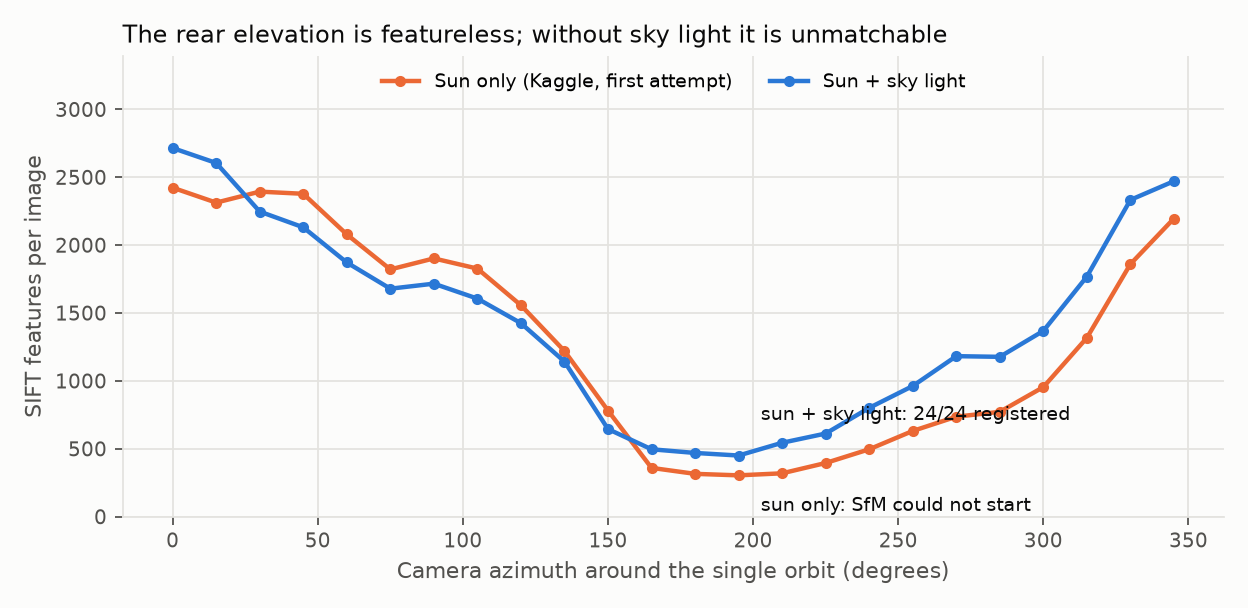 The rear elevation is featureless; without sky light it is unmatchable
Sun only (Kaggle, first attempt)
Sun + sky light
SIFT features per image
3000
2500
2000
1500
1000
500
0
sun + sky light: 24/24 registered
sun only: SfM could not start
0
50
100
150
200
250
300
350
Camera azimuth around the single orbit (degrees)